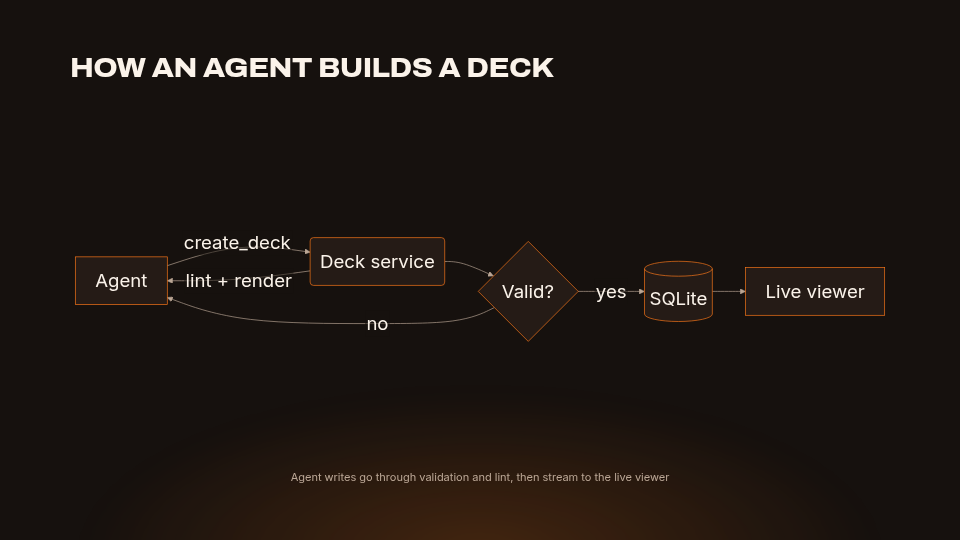 HOW AN AGENT BUILDS A DECK
create_deck
Deck service
Agent
lint + render
Valid?
yes
SQLite
Live viewer
no
Agent writes go through validation and lint, then stream to the live viewer